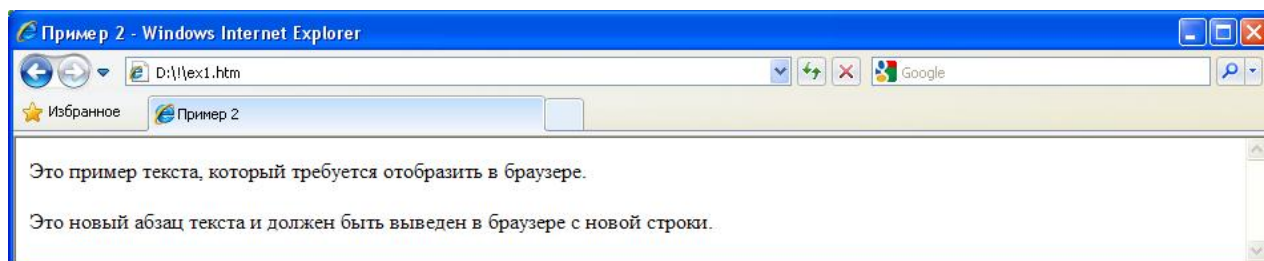 Пример 2 - Windows Internet Explorer
D:\!\ex1.htm Google
Избранное Пример 2
Это пример текста, который требуется отобразить в браузере.
Это новый абзац текста и должен быть выведен в браузере с новой строки.